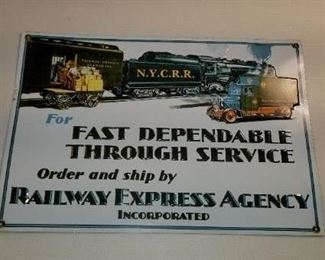 N.Y.C.R.R.
For
FAST DEPENDABLE
THROUGH SERVICE
Order and ship by
RAILWAY EXPRESS AGENCY
INCORPORATED